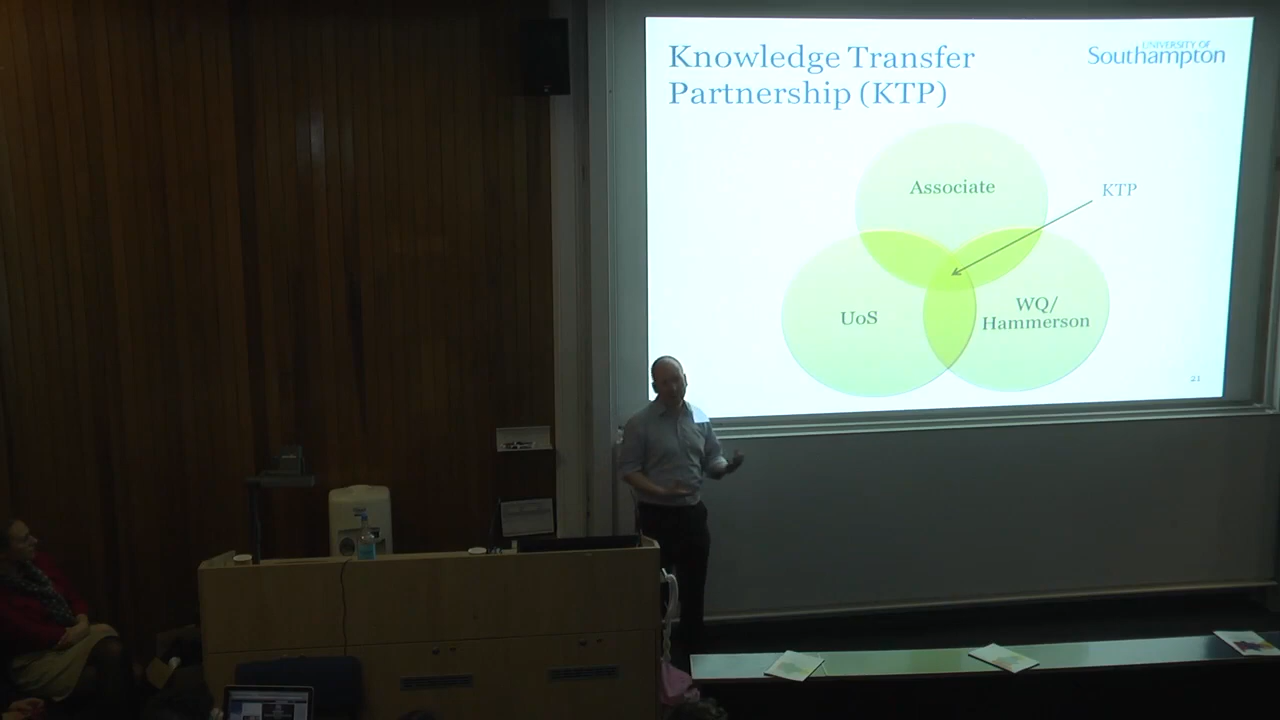 Knowledge Transfer
Partnership (KTP)
UNIVERSITY OF
Southampton
Associate
KTP
UoS
WQ/
Hammerson
21